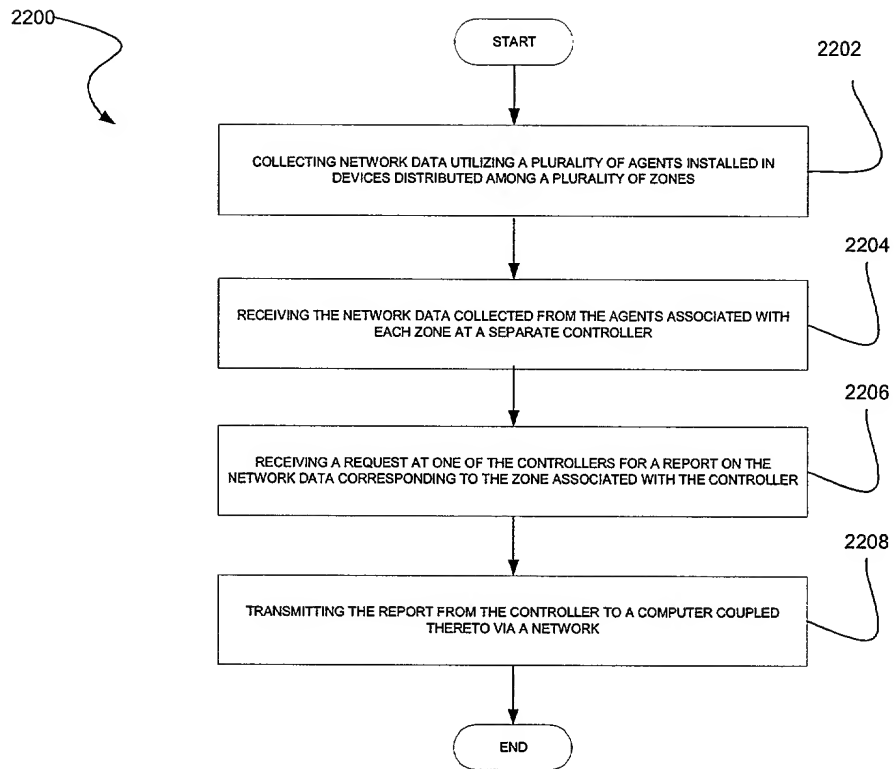 2200
START
2202
COLLECTING NETWORK DATA UTILIZING A PLURALITY OF AGENTS INSTALLED IN
DEVICES DISTRIBUTED AMONG A PLURALITY OF ZONES
2204
RECEIVING THE NETWORK DATA COLLECTED FROM THE AGENTS ASSOCIATED WITH
EACH ZONE AT A SEPARATE CONTROLLER
2206
RECEIVING A REQUEST AT ONE OF THE CONTROLLERS FOR A REPORT ON THE
NETWORK DATA CORRESPONDING TO THE ZONE ASSOCIATED WITH THE CONTROLLER
2208
TRANSMITTING THE REPORT FROM THE CONTROLLER TO A COMPUTER COUPLED
THERETO VIA A NETWORK
END